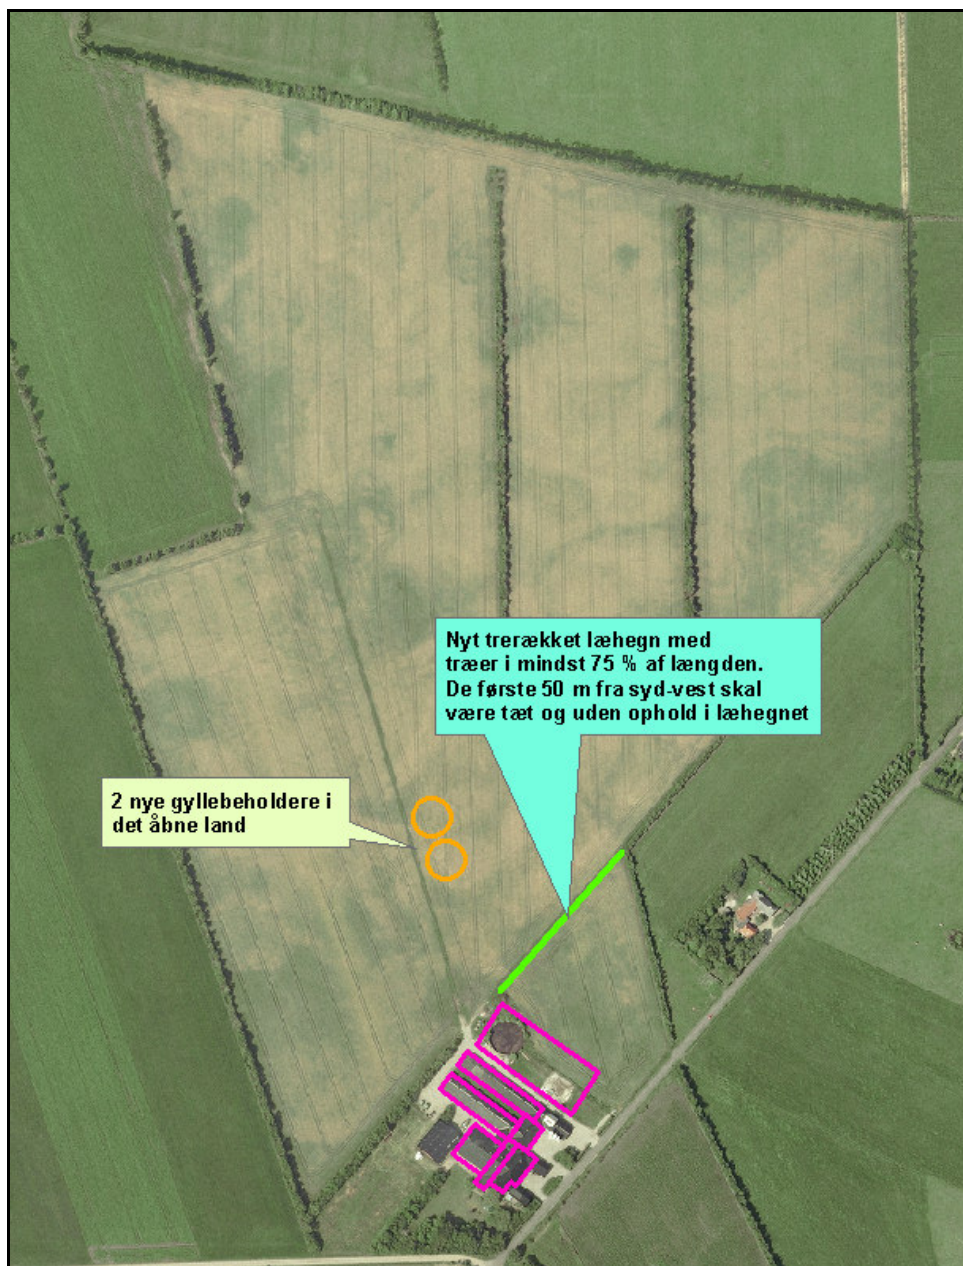 Nyt trerækket læhegn med
træer i mindst 75 % af længden.
De første 50 m fra syd-vest skal
være tæt og uden ophold i læhegnet
2 nye gyllebeholdere i
det åbne land